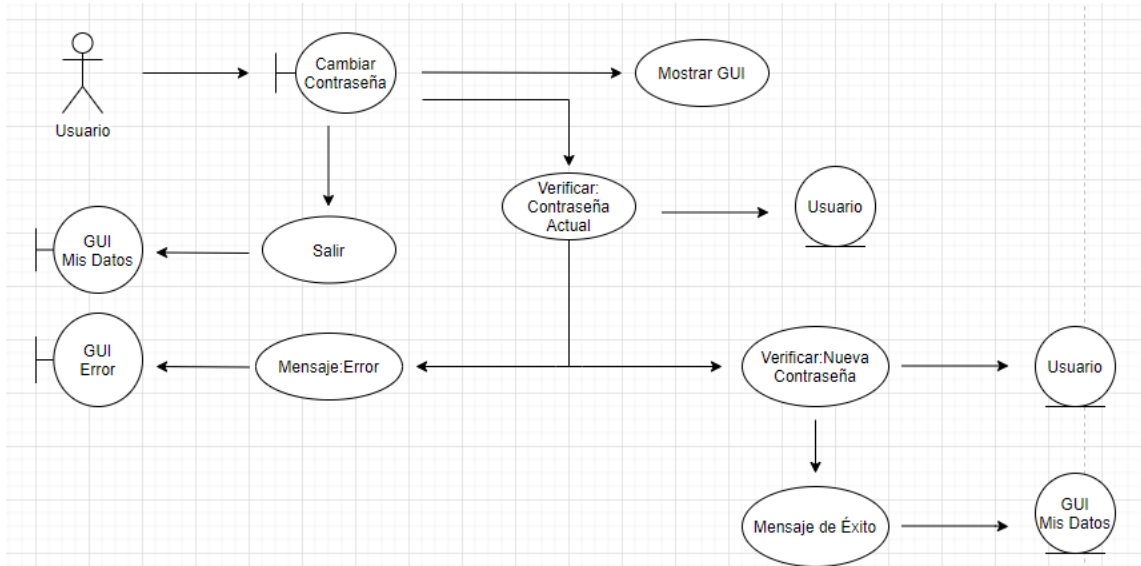 Cambiar
Contraseña
Mostrar GUI
Usuario
Verificar:
Contraseña
Actual
Usuario
GUI
Mis Datos
Salir
GUI
Error
Mensaje:Error
Verificar:Nueva
Contraseña
Usuario
Mensaje de Éxito
GUI
Mis Datos